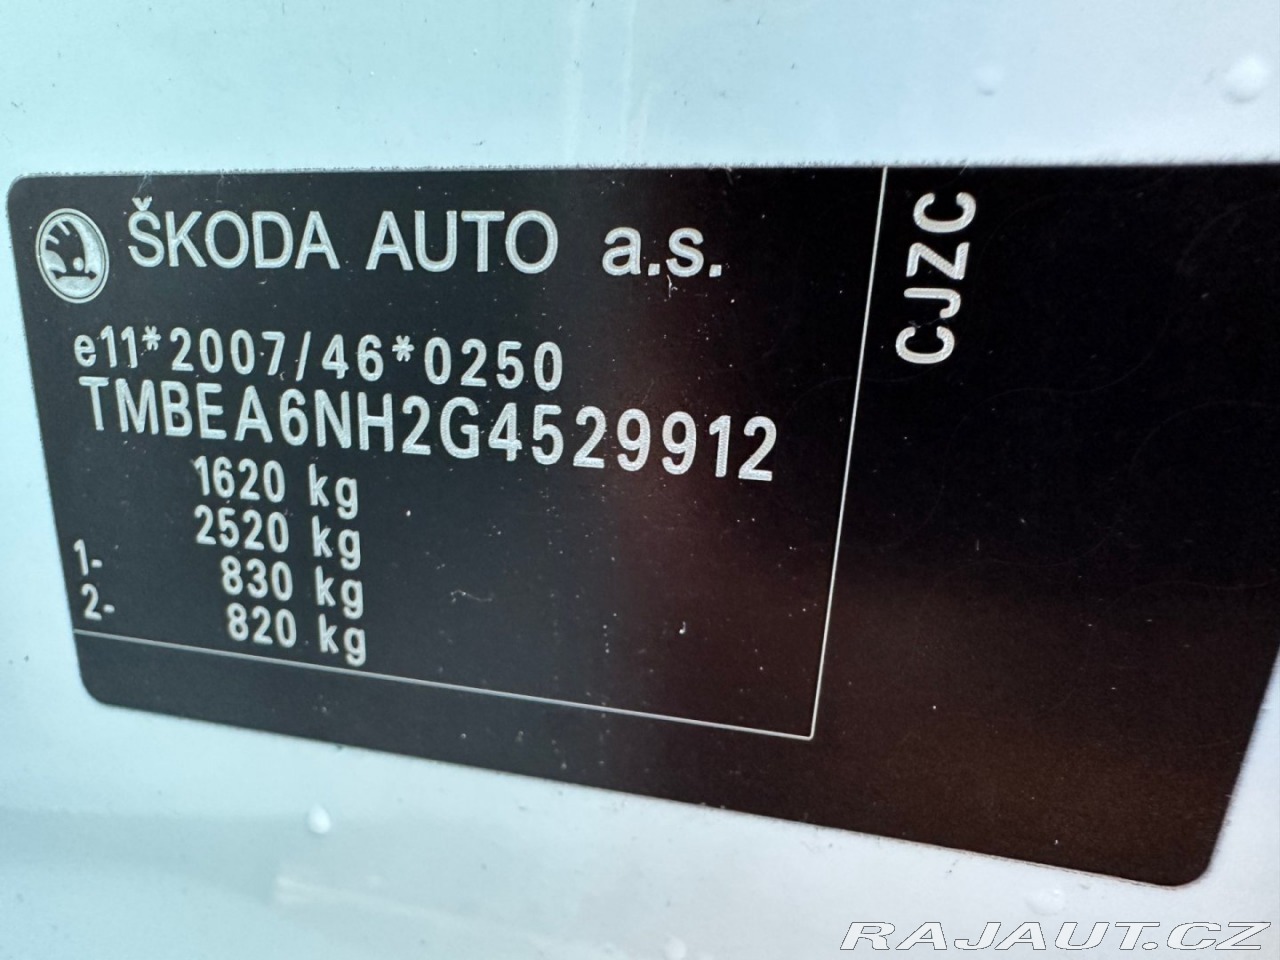 ŠKODA AUTO a.s.
e11*2007/46*0250
TMBEA6NH2G4529912
1620 kg
2520 kg
1- 830 kg
2- 820 kg
CJZC
RAJAUT.CZ